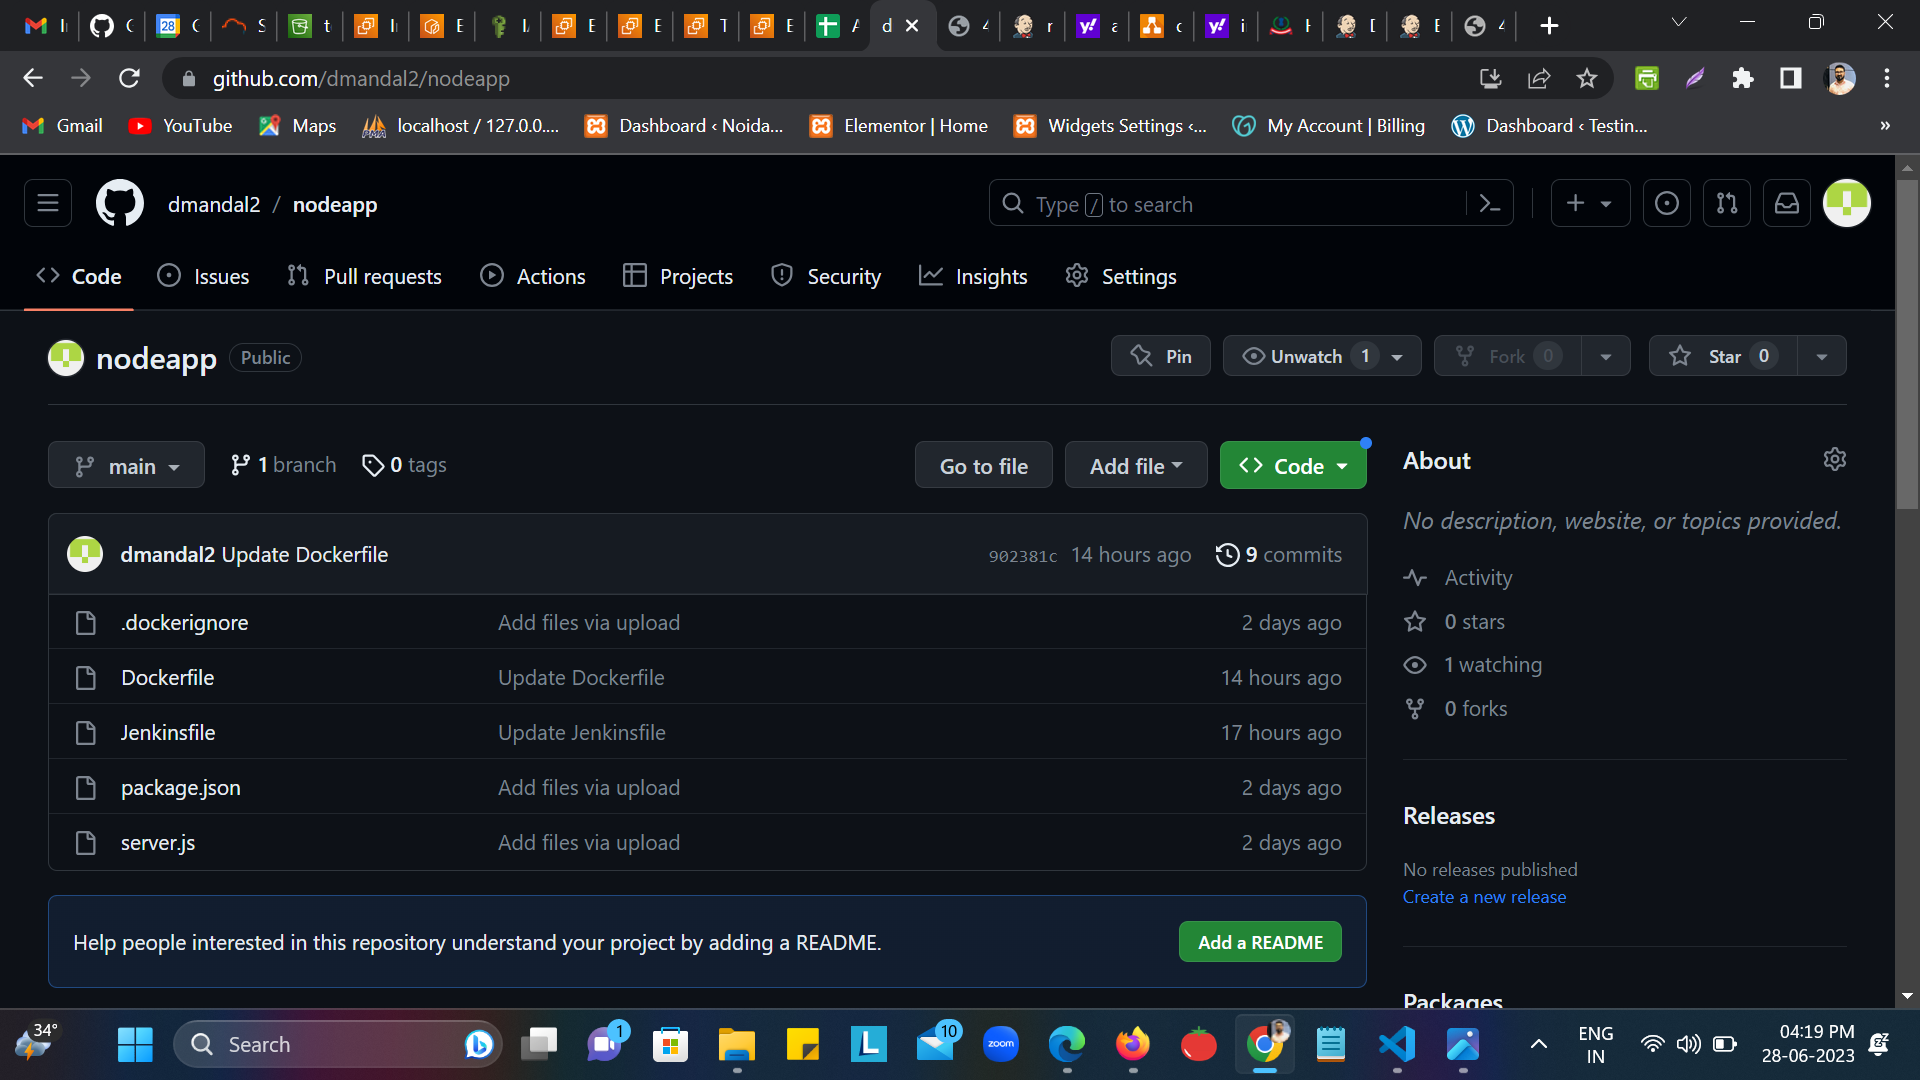 28
github.com/dmandal2/nodeapp
Gmail YouTube Maps localhost / 127.0.0.... Dashboard ‹ Noida... Elementor | Home Widgets Settings ‹... My Account | Billing Dashboard ‹ Testin... »
dmandal2 / nodeapp
Type / to search
Code Issues Pull requests Actions Projects Security Insights Settings
nodeapp Public
Pin Unwatch 1 Fork 0 Star 0
main 1 branch 0 tags
Go to file Add file Code
dmandal2 Update Dockerfile 902381c 14 hours ago 9 commits
.dockerignore Add files via upload 2 days ago
Dockerfile Update Dockerfile 14 hours ago
Jenkinsfile Update Jenkinsfile 17 hours ago
package.json Add files via upload 2 days ago
server.js Add files via upload 2 days ago
Help people interested in this repository understand your project by adding a README.
Add a README
About
No description, website, or topics provided.
Activity
0 stars
1 watching
0 forks
Releases
No releases published
Create a new release
Packages
34°
Search
1
L
10
zoom
ENG
IN
04:19 PM
28-06-2023